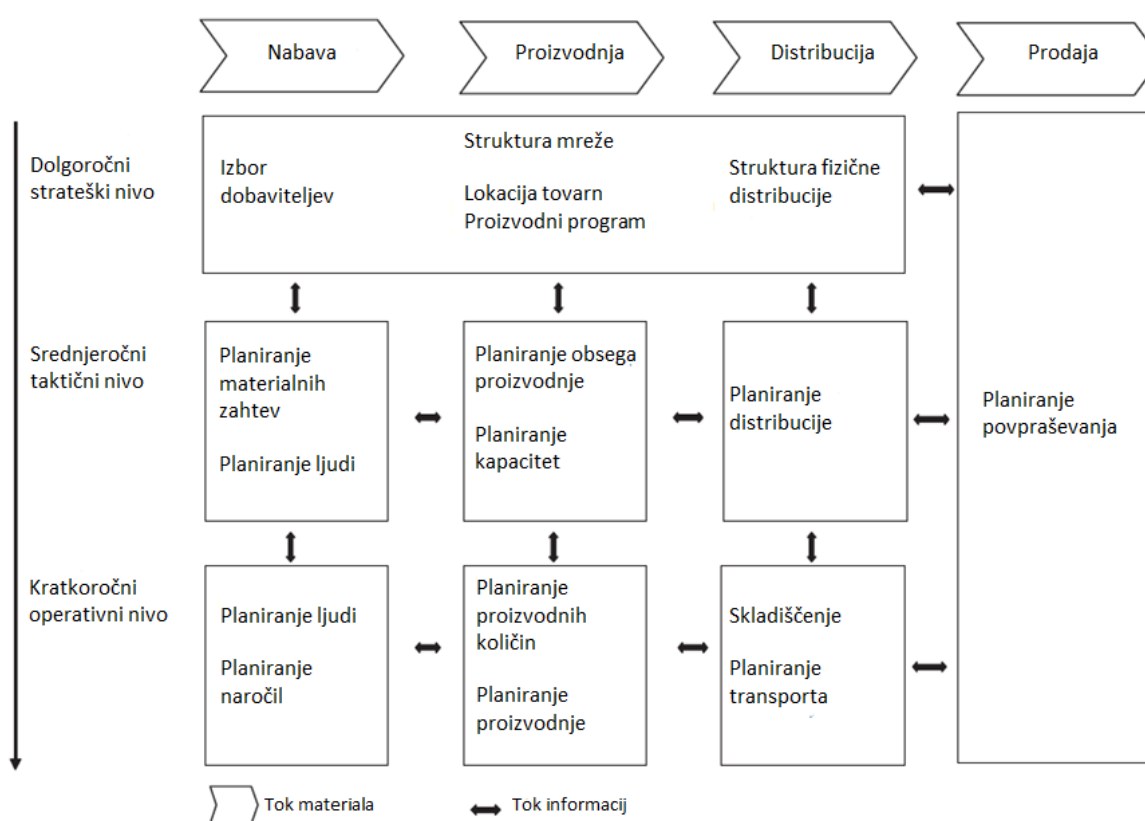 Nabava
Proizvodnja
Distribucija
Prodaja
Dolgoročni
strateški nivo
Izbor
dobaviteljev
Struktura mreže
Lokacija tovarn
Proizvodni program
Struktura fizične
distribucije
Srednjeročni
taktični nivo
Planiranje
materialnih
zahtev
Planiranje ljudi
Planiranje obsega
proizvodnje
Planiranje
kapacitet
Planiranje
distribucije
Planiranje
povpraševanja
Kratkoročni
operativni nivo
Planiranje ljudi
Planiranje
naročil
Planiranje
proizvodnih
količin
Planiranje
proizvodnje
Skladiščenje
Planiranje
transporta
Tok materiala
Tok informacij